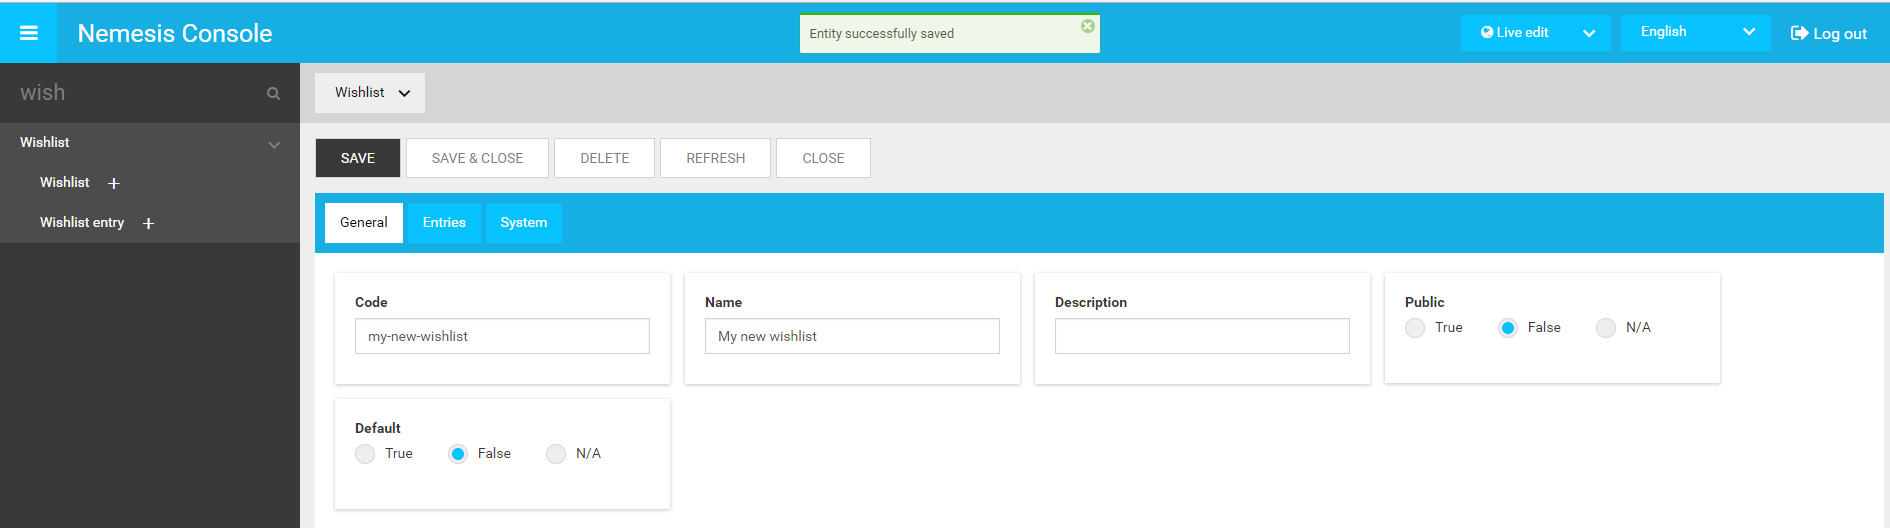 Nemesis Console
Entity successfully saved
Live edit
English
Log out
wish
Wishlist
Wishlist
Wishlist entry
Wishlist
SAVE
SAVE & CLOSE
DELETE
REFRESH
CLOSE
General
Entries
System
Code
my-new-wishlist
Name
My new wishlist
Description
Public
True
False
N/A
Default
True
False
N/A